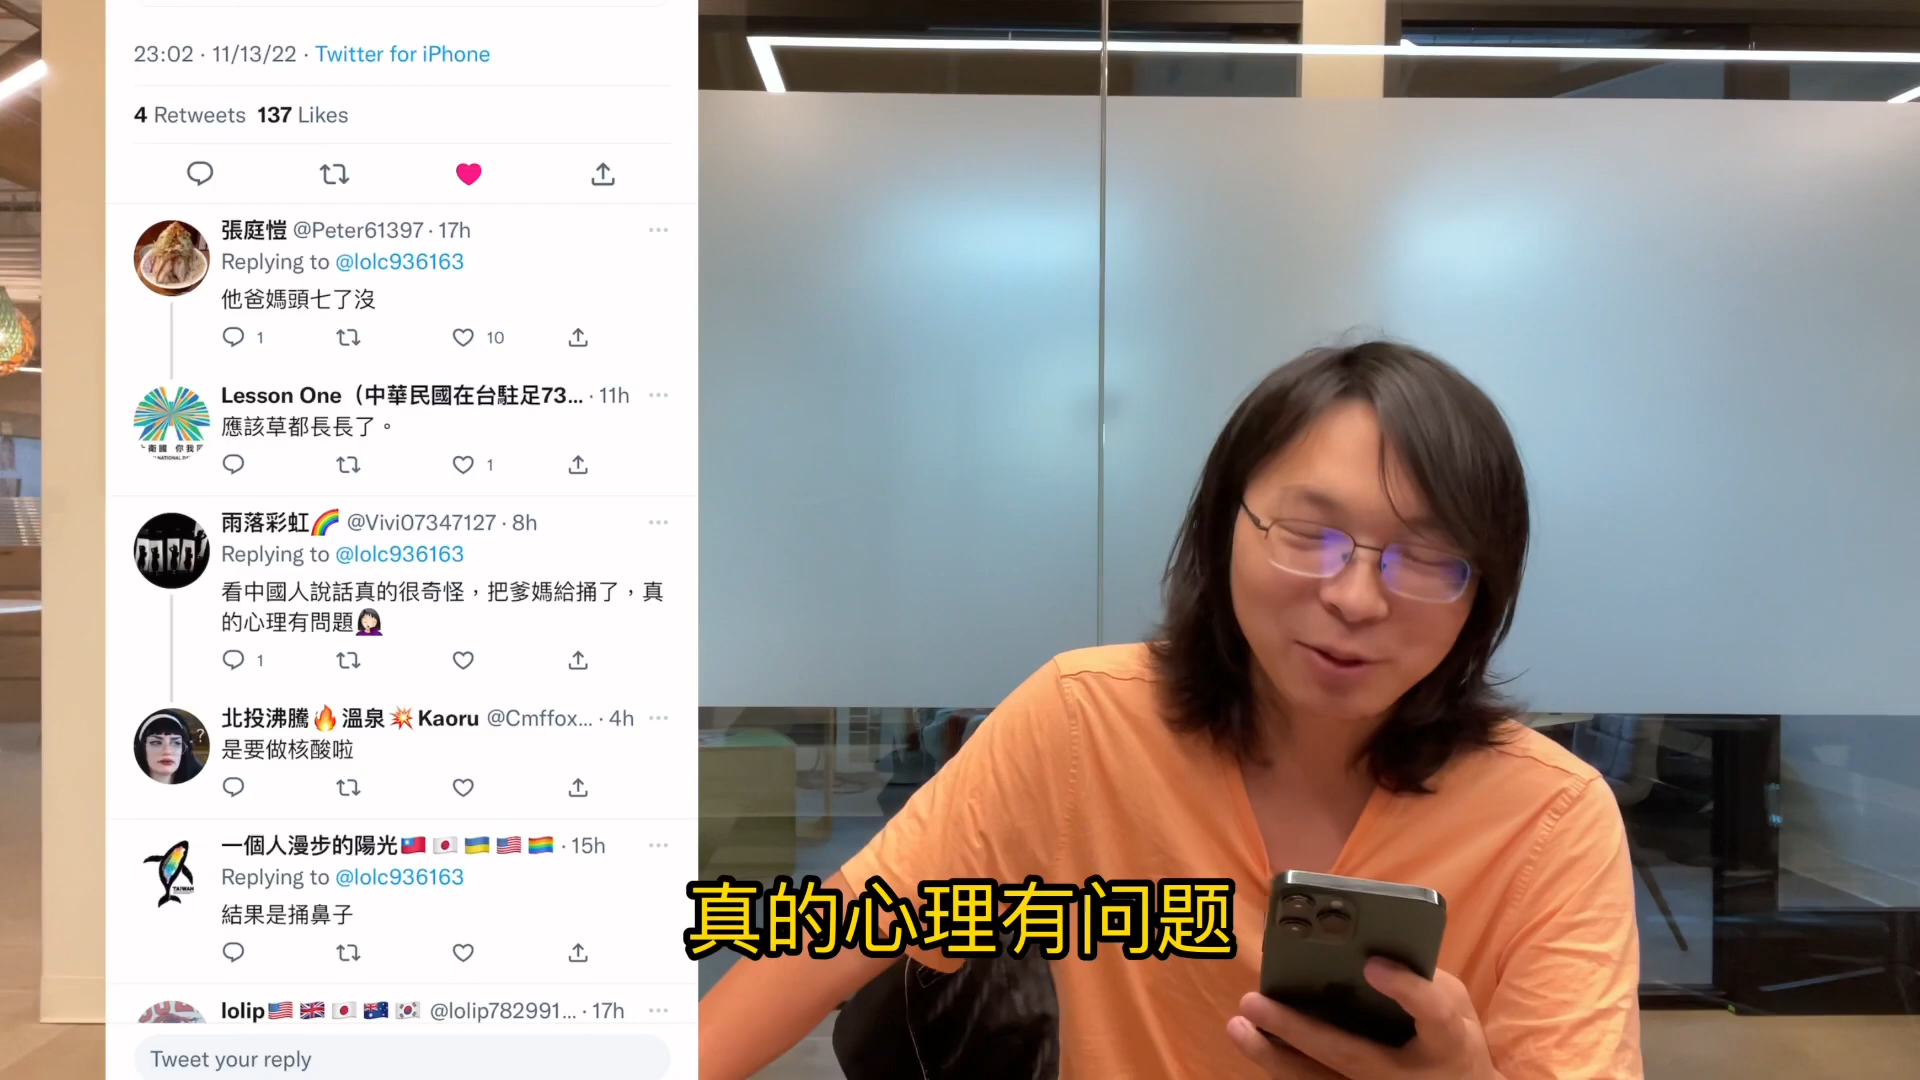 23:02 · 11/13/22 · Twitter for iPhone
4 Retweets 137 Likes
張庭愷 @Peter61397 · 17h
Replying to @lolc936163
他爸媽頭七了沒
1 10
Lesson One（中華民國在台駐足73... · 11h
應該草都長長了。
1
雨落彩虹🌈 @Vivi07347127 · 8h
Replying to @lolc936163
看中國人說話真的很奇怪，把爹媽給捅了，真
的心理有問題🤦🏻‍♀️
1
北投沸騰🔥溫泉💥Kaoru @Cmffox... · 4h
是要做核酸啦
一個人漫步的陽光🇹🇼🇯🇵🇺🇦🇺🇸🏳️‍🌈 · 15h
Replying to @lolc936163
TAIWAN
結果是捅鼻子
lolip🇺🇸🇬🇧🇯🇵🇦🇺🇰🇷 @lolip782991... · 17h
Tweet your reply
真的心理有问题